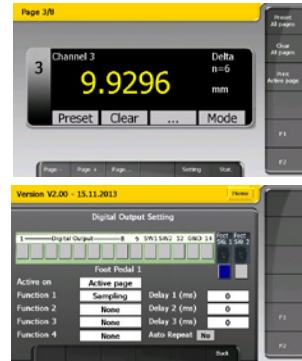 Page 3/8
Preset
All pages
Clear
All pages
Print
Active page
F1
F2
3
Channel 3
Delta
n=6
9.9296
mm
Preset
Clear
...
Mode
Page -
Page +
Page...
Setting
Stat.
Version V2.00 - 15.11.2013
Home
Digital Output Setting
1
Digital Output
8
9
SW1
SW2
12
GND
14
Foot
SW. 1
Foot
SW. 2
Foot Pedal 1
Active on
Active page
Function 1
Sampling
Delay 1 (ms)
0
Function 2
None
Delay 2 (ms)
0
Function 3
None
Delay 3 (ms)
0
Function 4
None
Auto Repeat
No
Back
F1
F2